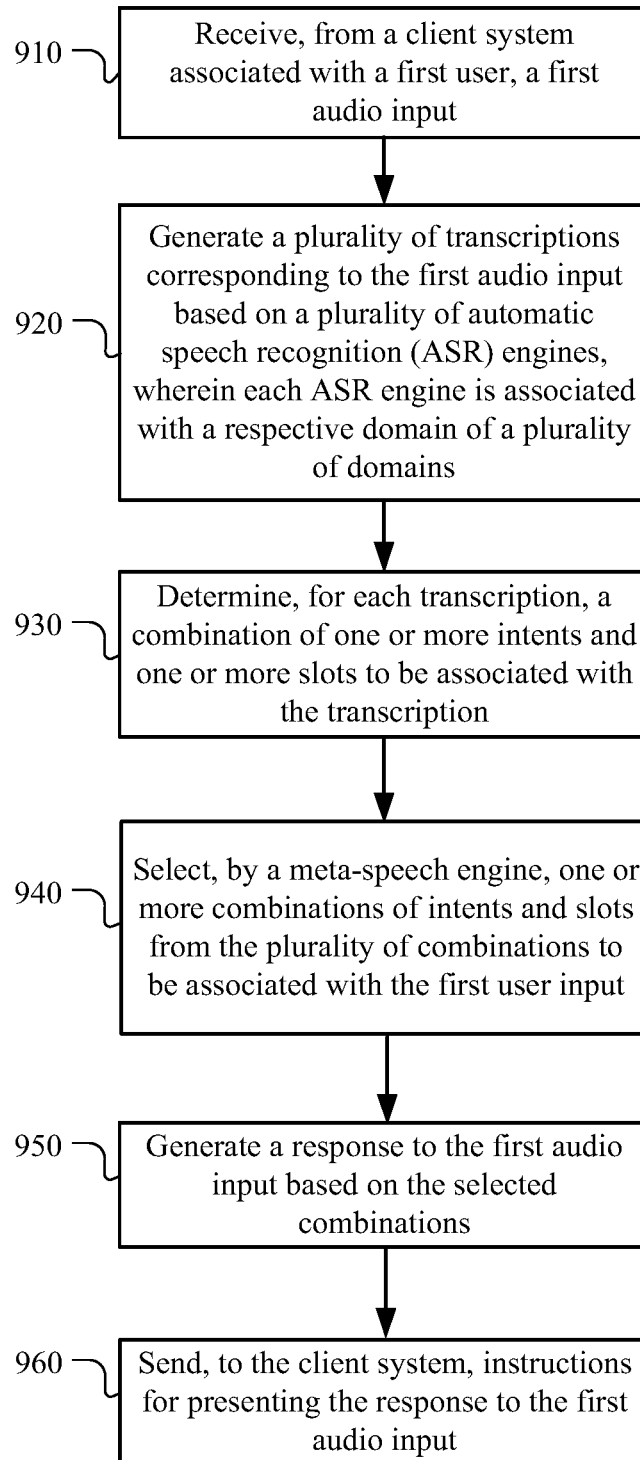 910
Receive, from a client system
associated with a first user, a first
audio input
920
Generate a plurality of transcriptions
corresponding to the first audio input
based on a plurality of automatic
speech recognition (ASR) engines,
wherein each ASR engine is associated
with a respective domain of a plurality
of domains
930
Determine, for each transcription, a
combination of one or more intents and
one or more slots to be associated with
the transcription
940
Select, by a meta-speech engine, one or
more combinations of intents and slots
from the plurality of combinations to
be associated with the first user input
950
Generate a response to the first audio
input based on the selected
combinations
960
Send, to the client system, instructions
for presenting the response to the first
audio input